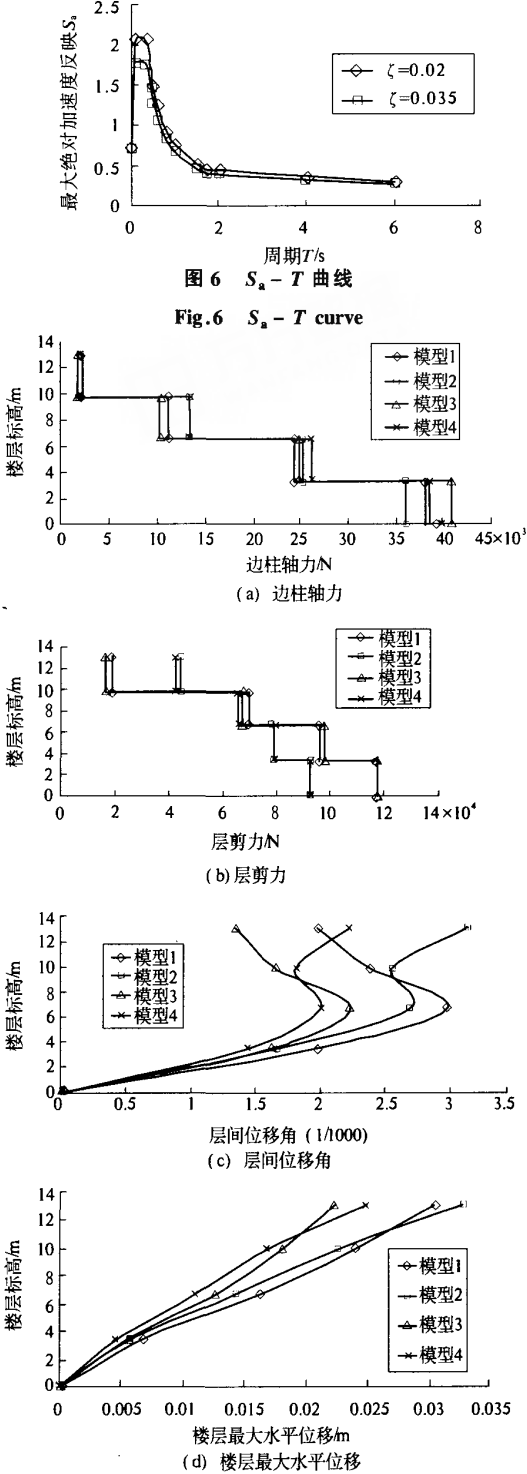 最大绝对加速度反映Sa
2.5
2
1.5
1
0.5
0
ζ=0.02
ζ=0.035
0 2 4 6 8
周期T/s
图 6 Sa – T 曲线
Fig.6 Sa – T curve
楼层标高/m
14
12
10
8
6
4
2
0
模型1
模型2
模型3
模型4
0 5 10 15 20 25 30 35 40 45×10³
边柱轴力/N
(a) 边柱轴力
楼层标高/m
14
12
10
8
6
4
2
0
模型1
模型2
模型3
模型4
0 2 4 6 8 10 12 14×10⁴
层剪力/N
(b)层剪力
楼层标高/m
14
12
10
8
6
4
2
0
模型1
模型2
模型3
模型4
0 0.5 1 1.5 2 2.5 3 3.5
层间位移角 (1/1000)
(c) 层间位移角
楼层标高/m
14
12
10
8
6
4
2
0
模型1
模型2
模型3
模型4
0 0.005 0.01 0.015 0.02 0.025 0.03 0.035
楼层最大水平位移/m
(d) 楼层最大水平位移